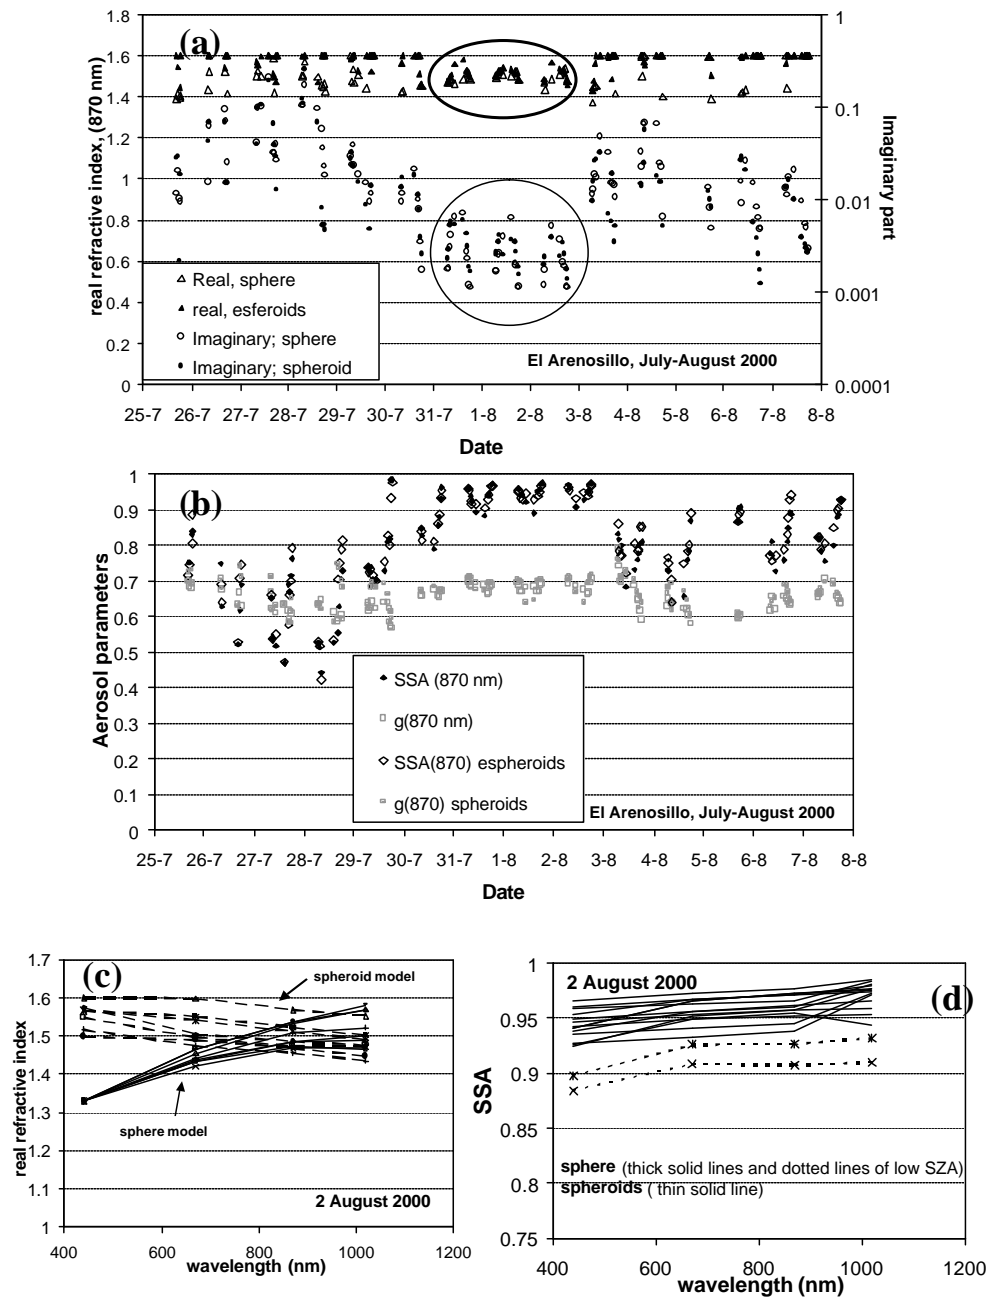 (a)
real refractive index, (870 nm)
1.8
1.6
1.4
1.2
1
0.8
0.6
0.4
0.2
0
1
0.1
0.01
0.001
0.0001
Imaginary part
Real, sphere
real, esferoids
Imaginary; sphere
Imaginary; spheroid
El Arenosillo, July-August 2000
25-7 26-7 27-7 28-7 29-7 30-7 31-7 1-8 2-8 3-8 4-8 5-8 6-8 7-8 8-8
Date
(b)
Aerosol parameters
1
0.9
0.8
0.7
0.6
0.5
0.4
0.3
0.2
0.1
0
SSA (870 nm)
g(870 nm)
SSA(870) espheroids
g(870) spheroids
El Arenosillo, July-August 2000
25-7 26-7 27-7 28-7 29-7 30-7 31-7 1-8 2-8 3-8 5-8 6-8 7-8 8-8
Date
(c)
real refractive index
1.7
1.6
1.5
1.4
1.3
1.2
1.1
1
spheroid model
sphere model
2 August 2000
400 600 800 1000 1200
wavelength (nm)
(d)
SSA
1
0.95
0.9
0.85
0.8
0.75
2 August 2000
sphere (thick solid lines and dotted lines of low SZA)
spheroids ( thin solid line)
400 600 800 1000 1200
wavelength (nm)